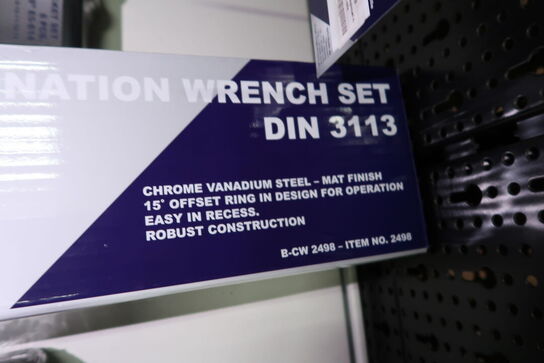 NATION WRENCH SET
DIN 3113
CHROME VANADIUM STEEL – MAT FINISH
15° OFFSET RING IN DESIGN FOR OPERATION
EASY IN RECESS.
ROBUST CONSTRUCTION
B-CW 2498 – ITEM NO. 2498